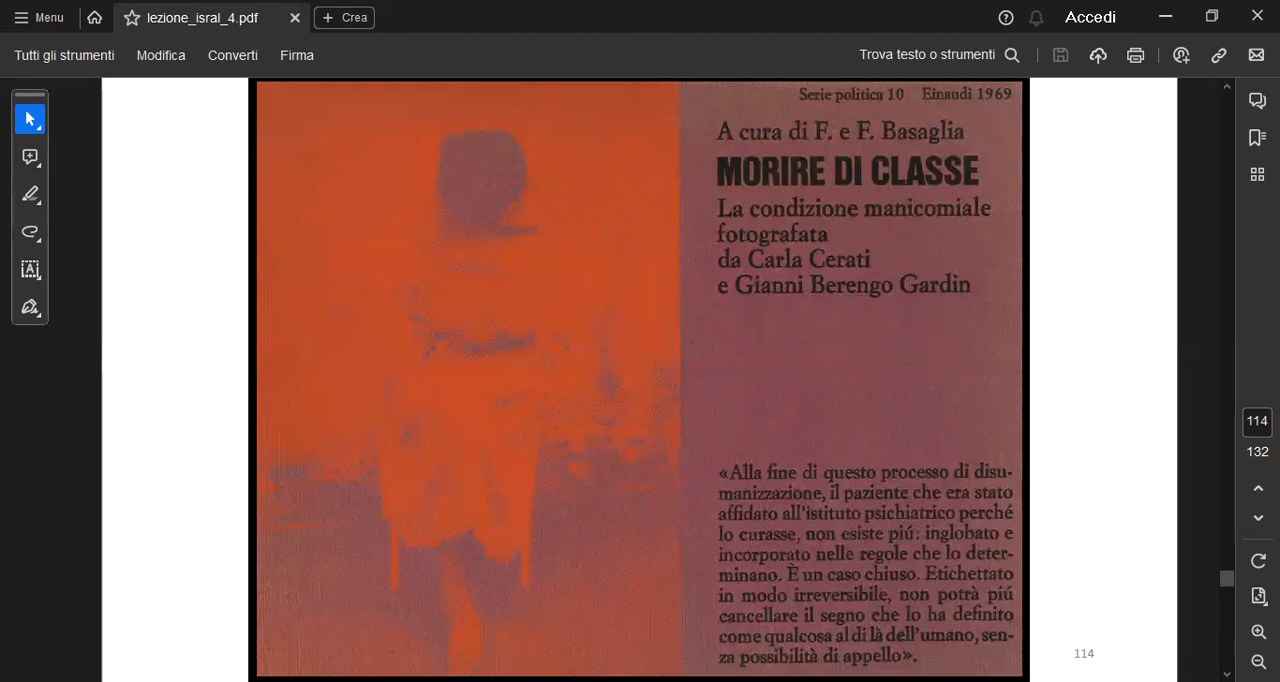 Menu
lezione_isral_4.pdf
Crea
Accedi
Tutti gli strumenti
Modifica
Converti
Firma
Trova testo o strumenti
Serie politica 10 Einaudi 1969
A cura di F. e F. Basaglia
MORIRE DI CLASSE
La condizione manicomiale
fotografata
da Carla Cerati
e Gianni Berengo Gardin
«Alla fine di questo processo di disu-
manizzazione, il paziente che era stato
affidato all'istituto psichiatrico perché
lo curasse, non esiste piú: inglobato e
incorporato nelle regole che lo deter-
minano. È un caso chiuso. Etichettato
in modo irreversibile, non potrà piú
cancellare il segno che lo ha definito
come qualcosa al di là dell'umano, sen-
za possibilità di appello».
114
114
132